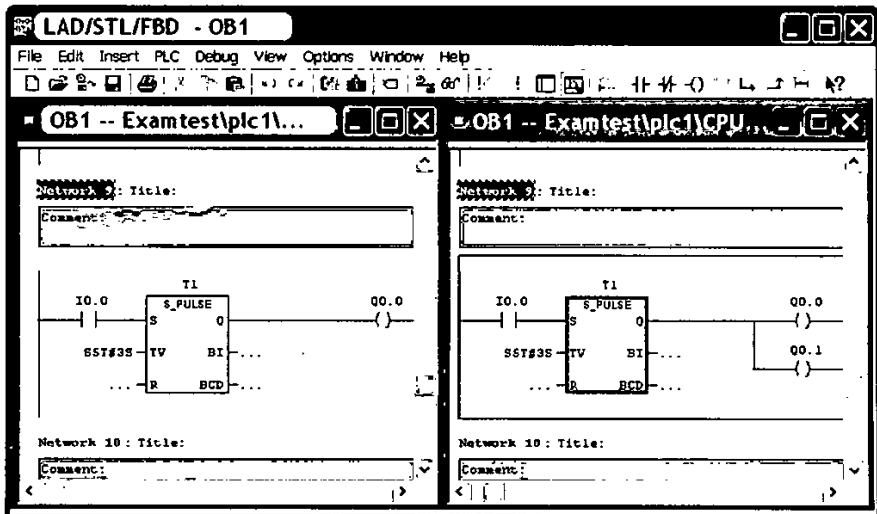 LAD/STL/FBD - OB1
File Edit Insert PLC Debug View Options Window Help
OB1 -- Examtest\plc1\...
Network 9: Title:
Comment:
T1
I0.0 S_PULSE Q0.0
S Q
S5T#3S TV BI ...
... R BCD ...
Network 10: Title:
Comment:
OB1 -- Examtest\plc1\CPU...
Network 9: Title:
Comment:
T1
I0.0 S_PULSE Q0.0
S Q
Q0.1
S5T#3S TV BI ...
... R BCD ...
Network 10: Title:
Comment: